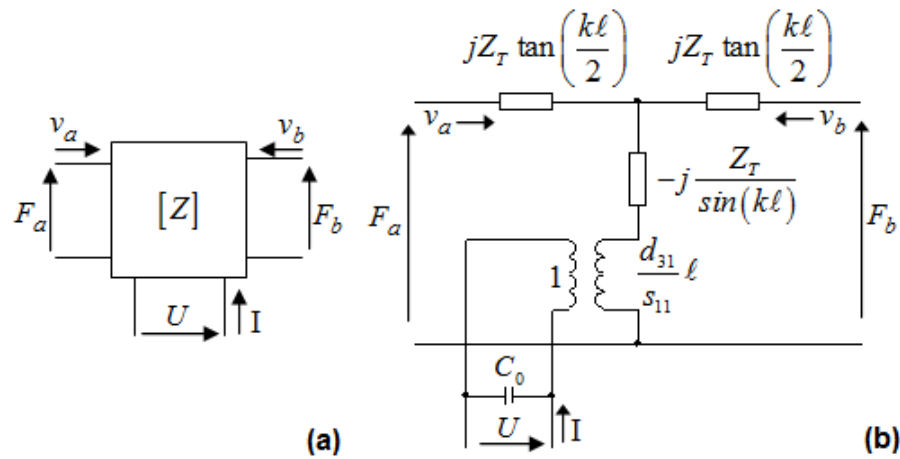 jZ_T tan(kℓ/2)
jZ_T tan(kℓ/2)
v_a
v_b
F_a
[Z]
F_b
U
I
(a)
v_a
v_b
F_a
-j Z_T/sin(kℓ)
F_b
1
d_31/s_11 ℓ
C_0
U
I
(b)